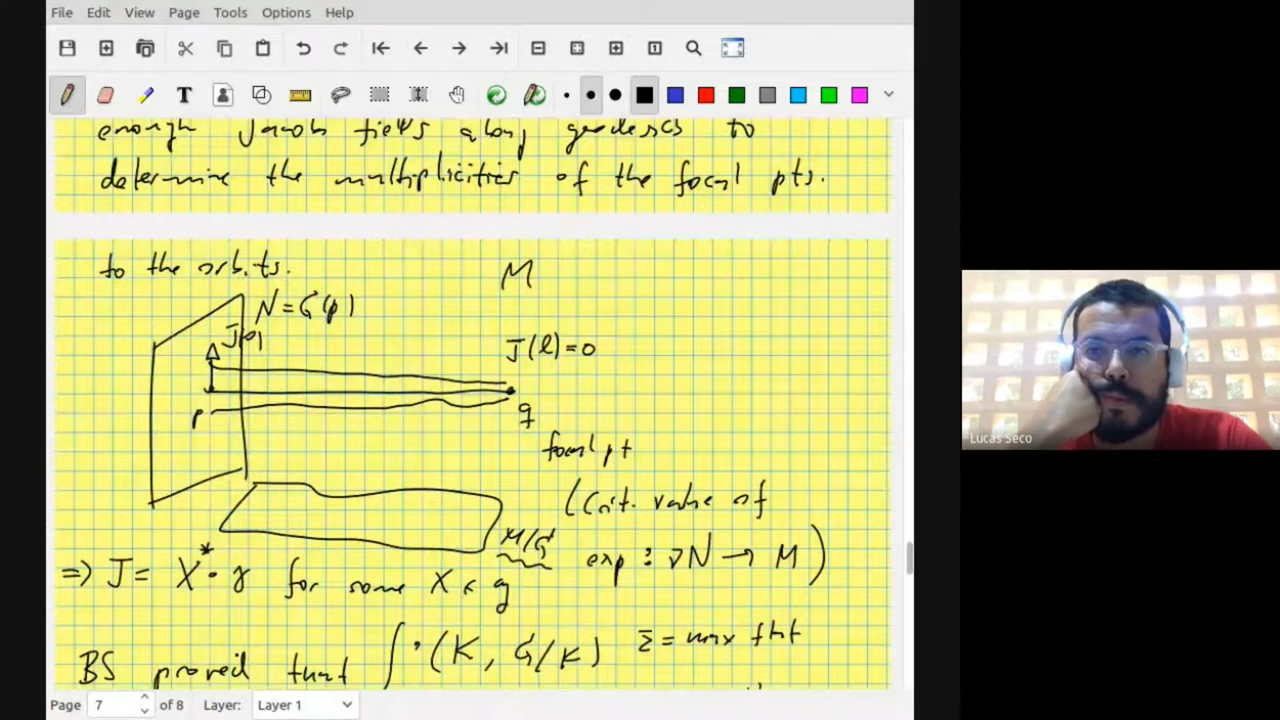 File Edit View Page Tools Options Help
enough Jacobi fields along geodesics to
determine the multiplicities of the focal pts.
to the orbits.
M
N = G(p)
J(0)
J(l) = 0
p
q
focal pt
(Crit. value of
M/G
exp : νN → M)
⇒ J = X* ∘ γ for some X ∈ g
BS proved that
(K, G/K)
Σ = max flat
Lucas Seco
Page 7 of 8 Layer: Layer 1